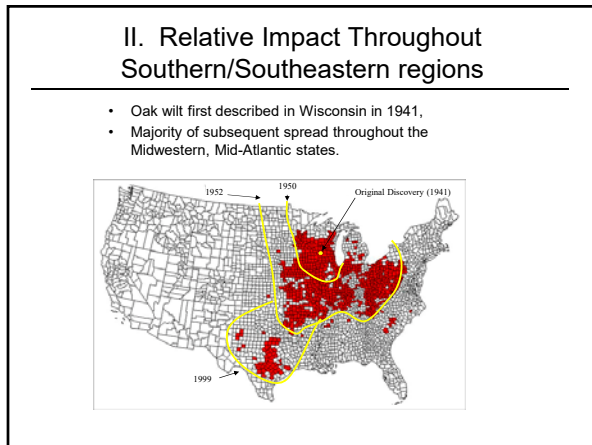 II. Relative Impact Throughout
Southern/Southeastern regions
• Oak wilt first described in Wisconsin in 1941,
• Majority of subsequent spread throughout the
Midwestern, Mid-Atlantic states.
1952
1950
Original Discovery (1941)
1999